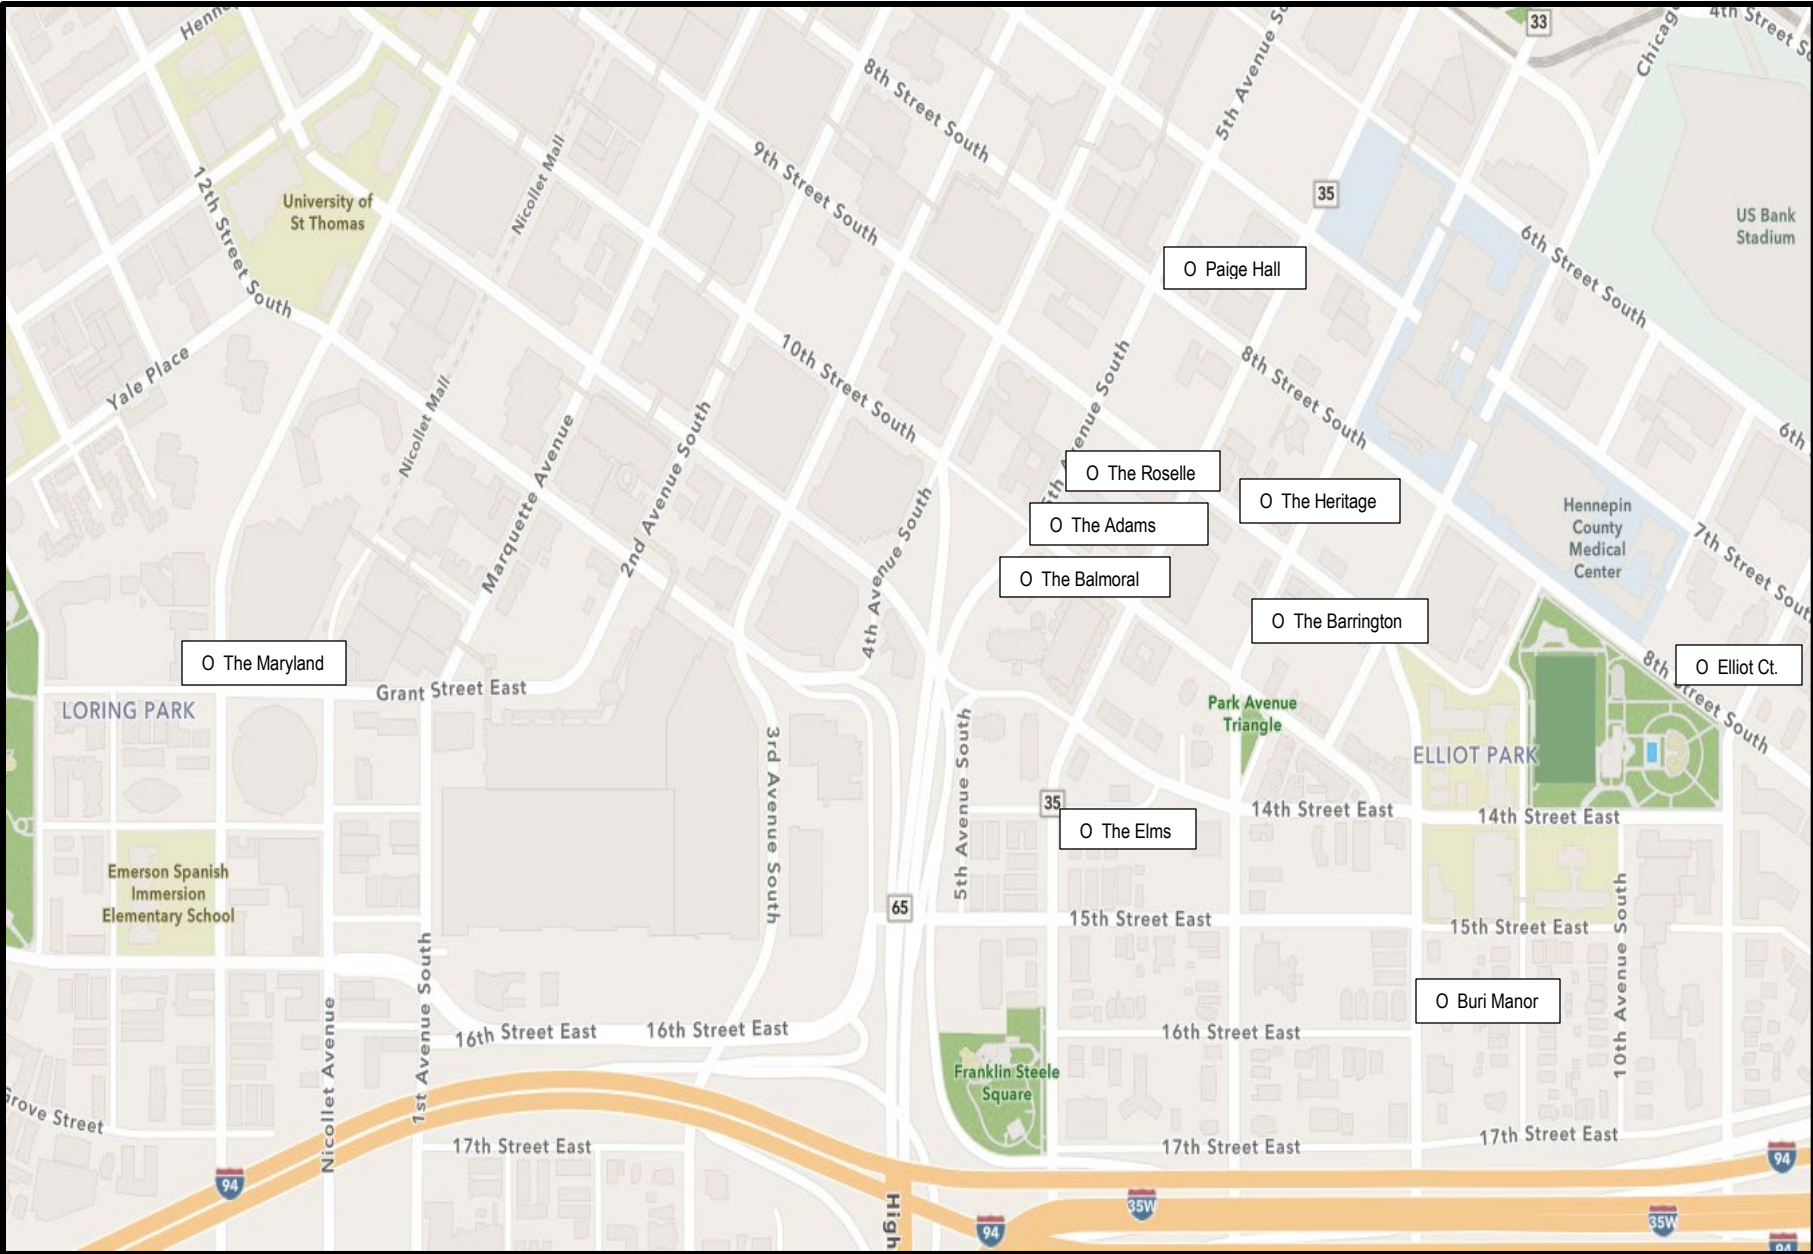 Henne
33
Chicag
4th Street So
5th Avenue So
8th Street South
9th Street South
Nicollet Mall
12th Street South
University of
St Thomas
35
US Bank
Stadium
6th Street South
O Paige Hall
10th Street South
5th Avenue South
8th Street South
Yale Place
Nicollet Mall
Marquette Avenue
2nd Avenue South
4th Avenue South
6th
O The Roselle
5th
O The Heritage
O The Adams
Hennepin
County
Medical
Center
7th Street Sout
O The Balmoral
O The Barrington
O The Maryland
O Elliot Ct.
8th Street South
Grant Street East
LORING PARK
Park Avenue
Triangle
3rd Avenue South
5th Avenue South
ELLIOT PARK
35
14th Street East
14th Street East
O The Elms
Emerson Spanish
Immersion
Elementary School
65
15th Street East
15th Street East
10th Avenue South
O Buri Manor
Nicollet Avenue
1st Avenue South
16th Street East
16th Street East
16th Street East
Franklin Steele
Square
Grove Street
17th Street East
17th Street East
17th Street East
94
94
High
35W
35W
94
94